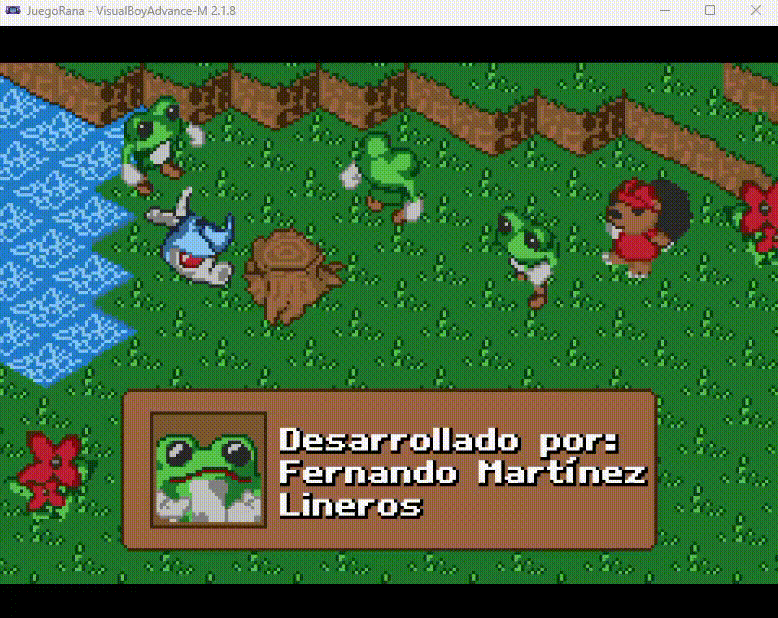 JuegoRana - VisualBoyAdvance-M 2.1.8
Desarrollado por:
Fernando Martínez
Lineros